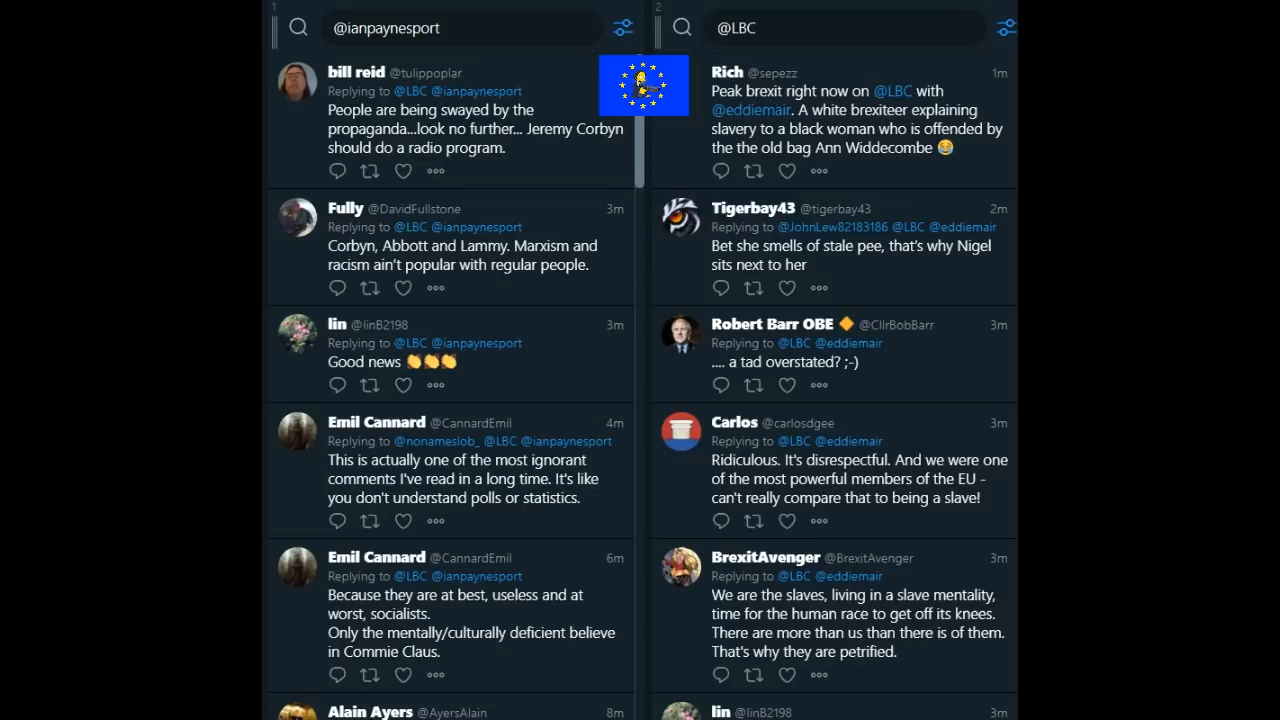 1
@ianpaynesport
bill reid @tulippoplar
Replying to @LBC @ianpaynesport
People are being swayed by the
propaganda...look no further... Jeremy Corbyn
should do a radio program.
Fully @DavidFullstone 3m
Replying to @LBC @ianpaynesport
Corbyn, Abbott and Lammy. Marxism and
racism ain’t popular with regular people.
lin @linB2198 3m
Replying to @LBC @ianpaynesport
Good news 👏👏👏
Emil Cannard @CannardEmil 4m
Replying to @nonameslob_ @LBC @ianpaynesport
This is actually one of the most ignorant
comments I've read in a long time. It's like
you don't understand polls or statistics.
Emil Cannard @CannardEmil 6m
Replying to @LBC @ianpaynesport
Because they are at best, useless and at
worst, socialists.
Only the mentally/culturally deficient believe
in Commie Claus.
Alain Ayers @AyersAlain 8m
2
@LBC
Rich @sepezz 1m
Peak brexit right now on @LBC with
@eddiemair. A white brexiteer explaining
slavery to a black woman who is offended by
the the old bag Ann Widdecombe 😂
Tigerbay43 @tigerbay43 2m
Replying to @JohnLew82183186 @LBC @eddiemair
Bet she smells of stale pee, that’s why Nigel
sits next to her
Robert Barr OBE 🔶 @CllrBobBarr 3m
Replying to @LBC @eddiemair
.... a tad overstated? ;-)
Carlos @carlosdgee 3m
Replying to @LBC @eddiemair
Ridiculous. It's disrespectful. And we were one
of the most powerful members of the EU -
can't really compare that to being a slave!
BrexitAvenger @BrexitAvenger 3m
Replying to @LBC @eddiemair
We are the slaves, living in a slave mentality,
time for the human race to get off its knees.
There are more than us than there is of them.
That's why they are petrified.
lin @linB2198 3m